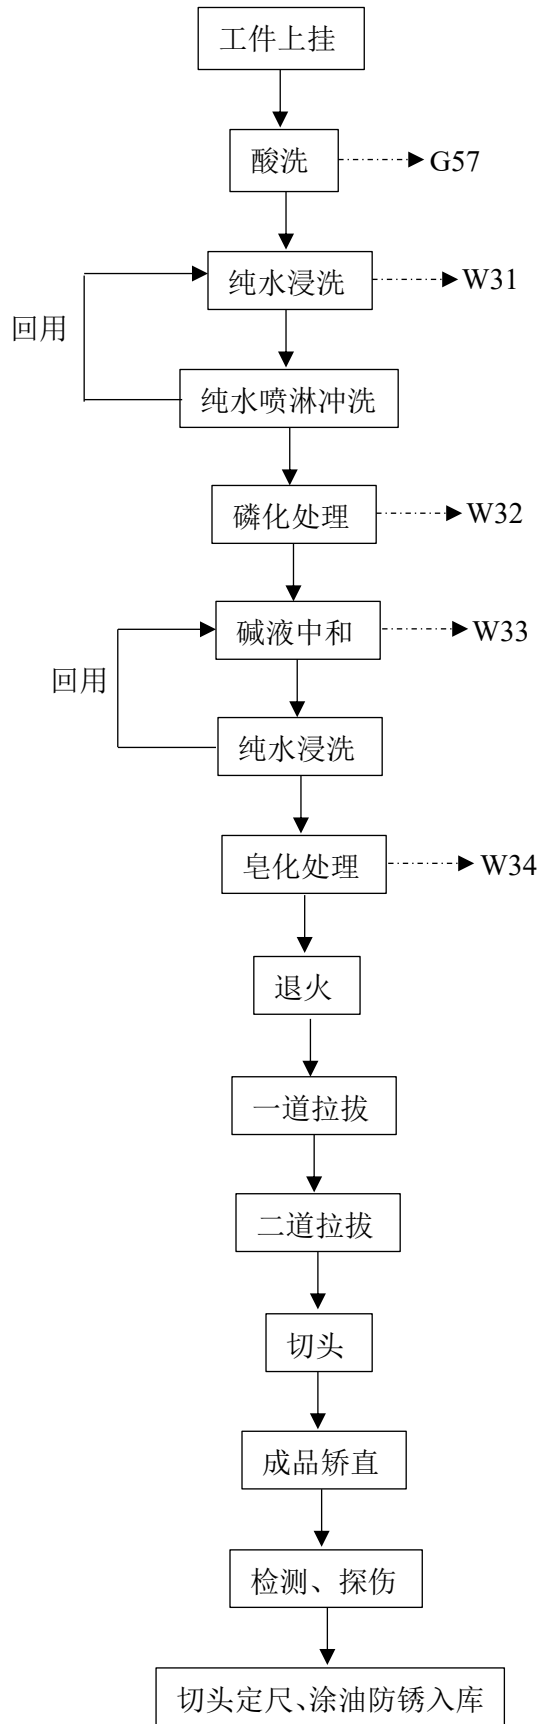 工件上挂
酸洗
G57
纯水浸洗
W31
回用
纯水喷淋冲洗
磷化处理
W32
碱液中和
W33
回用
纯水浸洗
皂化处理
W34
退火
一道拉拔
二道拉拔
切头
成品矫直
检测、探伤
切头定尺、涂油防锈入库